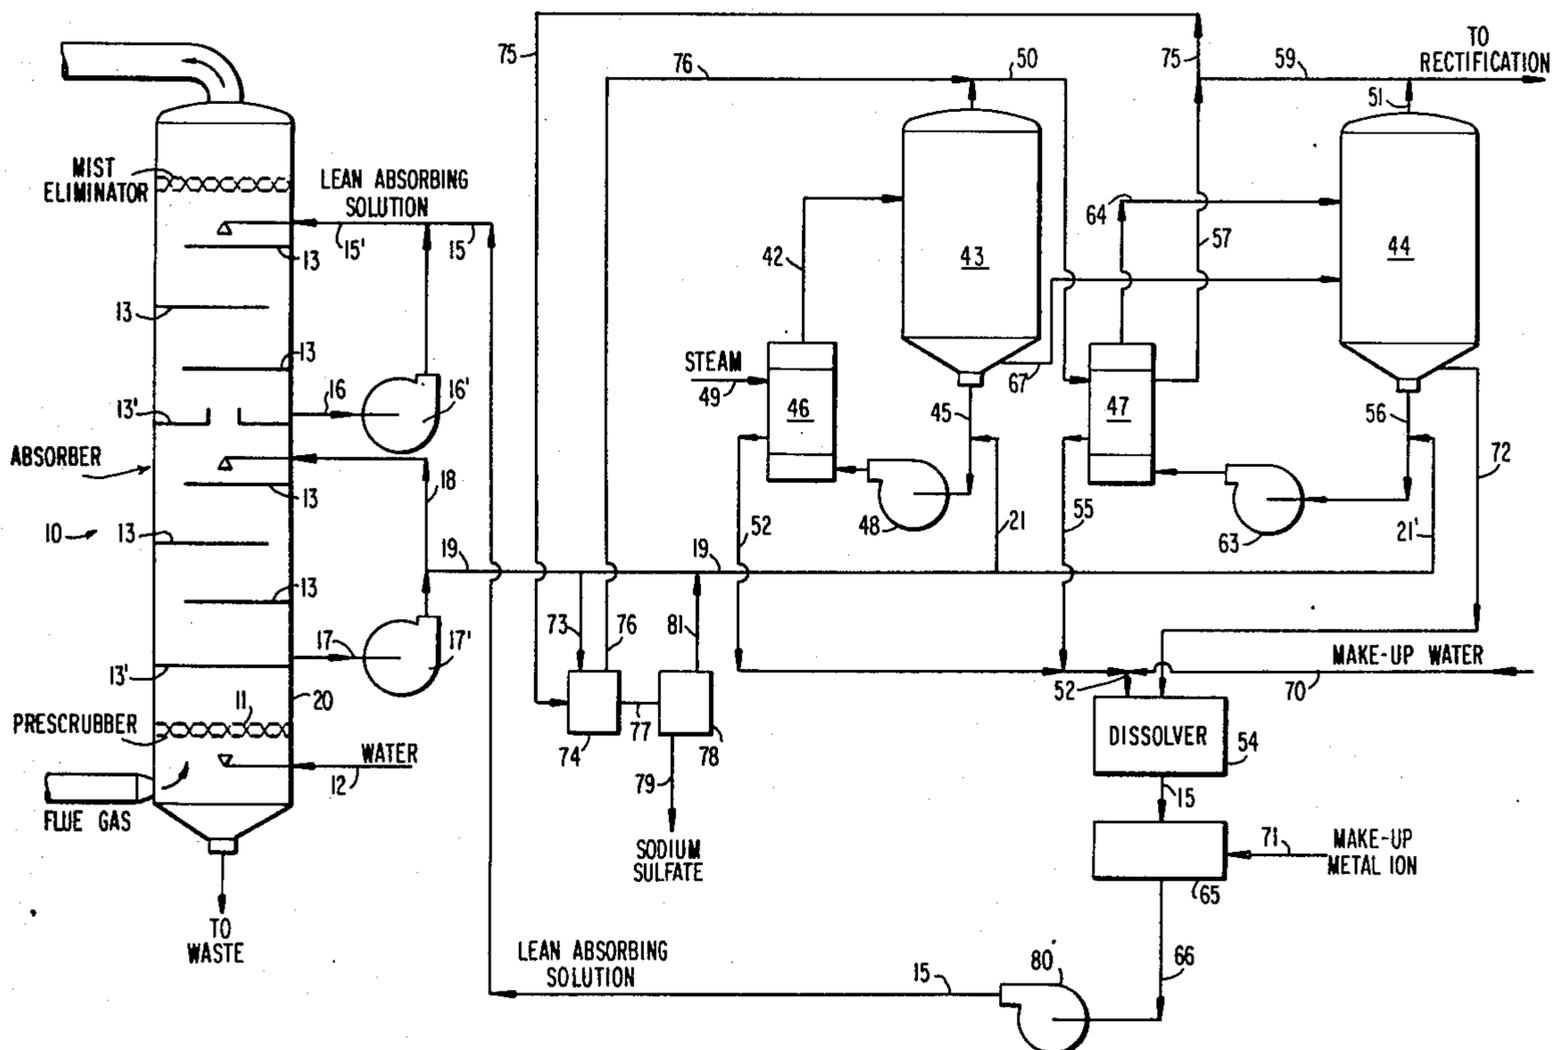 75
76
50
75
59
TO
RECTIFICATION
51
MIST
ELIMINATOR
LEAN ABSORBING
SOLUTION
15'
15
13
13
13
16
16'
13'
ABSORBER
18
13
10
13
19
13
17
17'
13'
20
11
PRESCRUBBER
WATER
12
FLUE GAS
TO
WASTE
42
43
64
57
44
STEAM
49
46
67
45
47
56
72
48
52
21
55
63
21'
19
73
76
81
MAKE-UP WATER
52
70
74
77
78
79
DISSOLVER
54
15
SODIUM
SULFATE
71
MAKE-UP
METAL ION
65
LEAN ABSORBING
SOLUTION
15
80
66